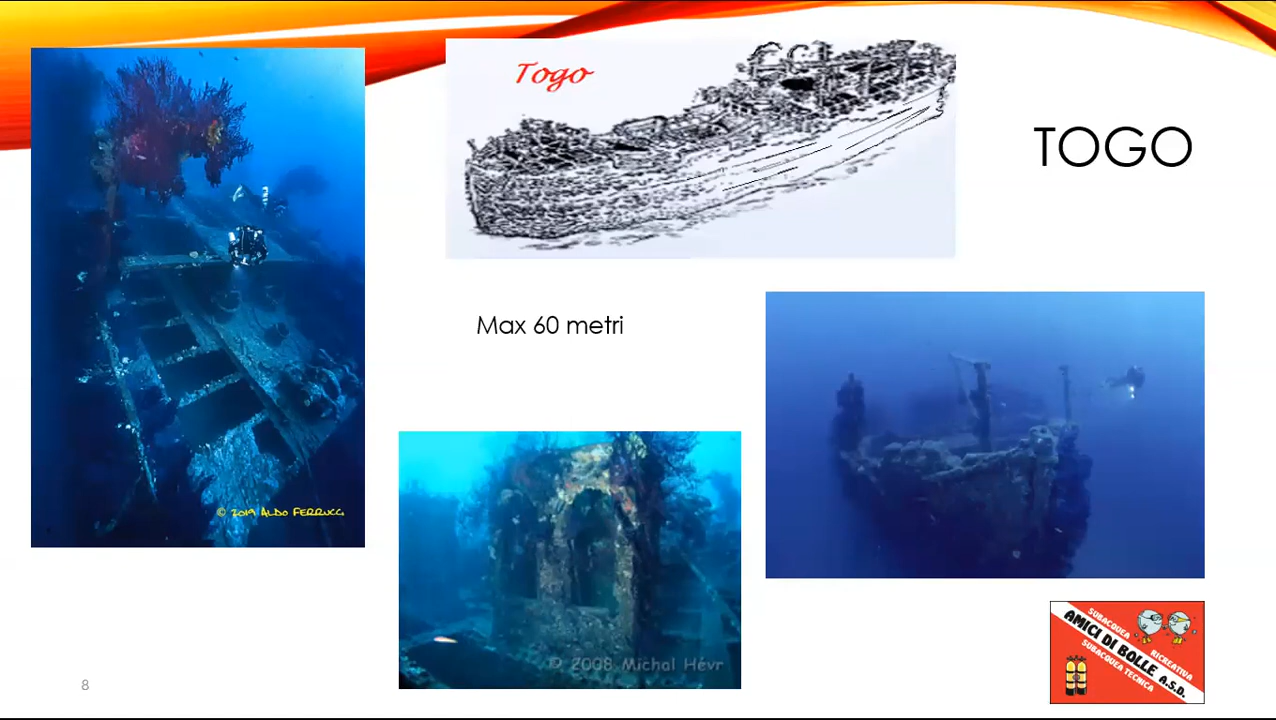 Togo
TOGO
Max 60 metri
© 2019 ALDO FERRUCCI
© 2008 Michal Hévr
SUBACQUEA
RICREATIVA
AMICI DI BOLLE A.S.D.
SUBACQUEA TECNICA
8